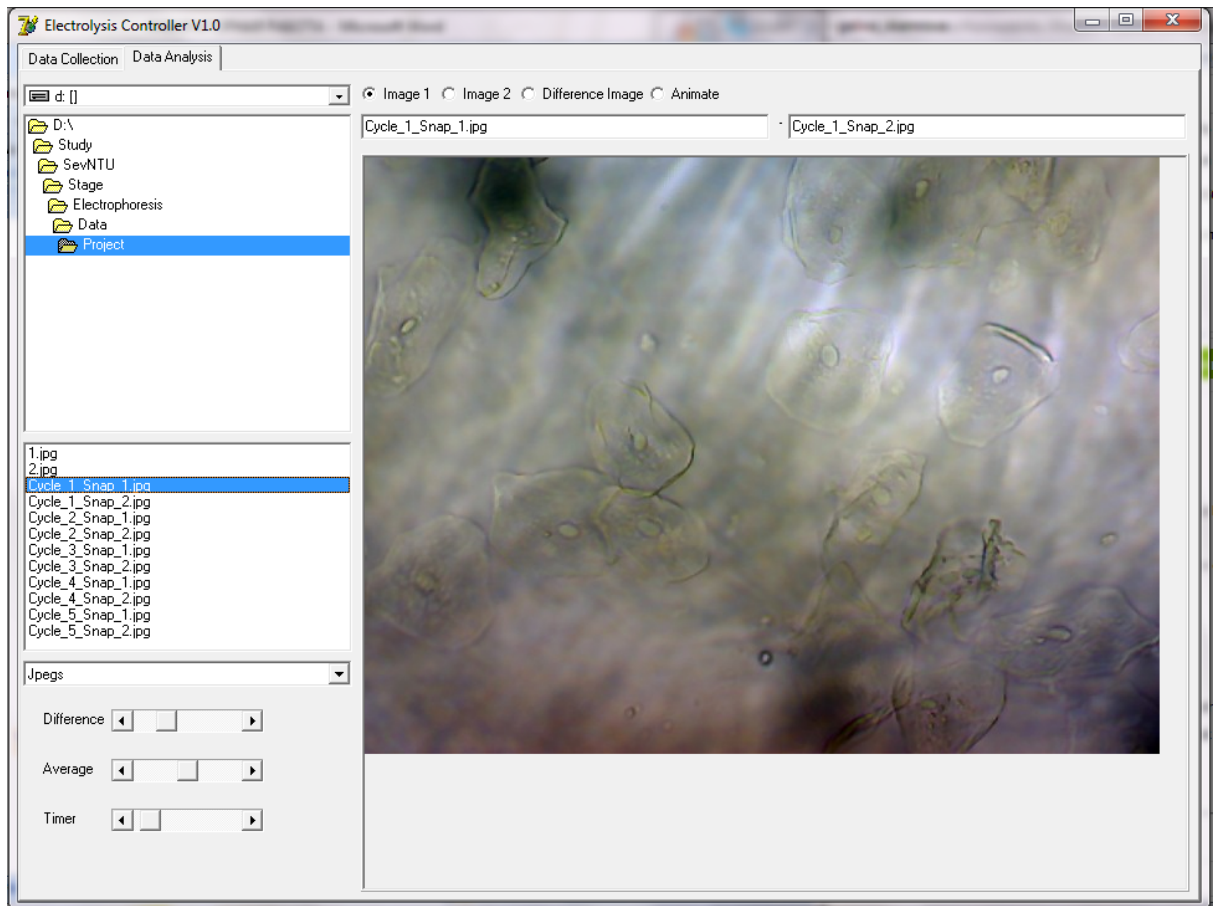 Electrolysis Controller V1.0
Data Collection Data Analysis
d: []
Image 1 Image 2 Difference Image Animate
Cycle_1_Snap_1.jpg - Cycle_1_Snap_2.jpg
D:\
Study
SevNTU
Stage
Electrophoresis
Data
Project
1.jpg
2.jpg
Cycle_1_Snap_1.jpg
Cycle_1_Snap_2.jpg
Cycle_2_Snap_1.jpg
Cycle_2_Snap_2.jpg
Cycle_3_Snap_1.jpg
Cycle_3_Snap_2.jpg
Cycle_4_Snap_1.jpg
Cycle_4_Snap_2.jpg
Cycle_5_Snap_1.jpg
Cycle_5_Snap_2.jpg
Jpegs
Difference
Average
Timer